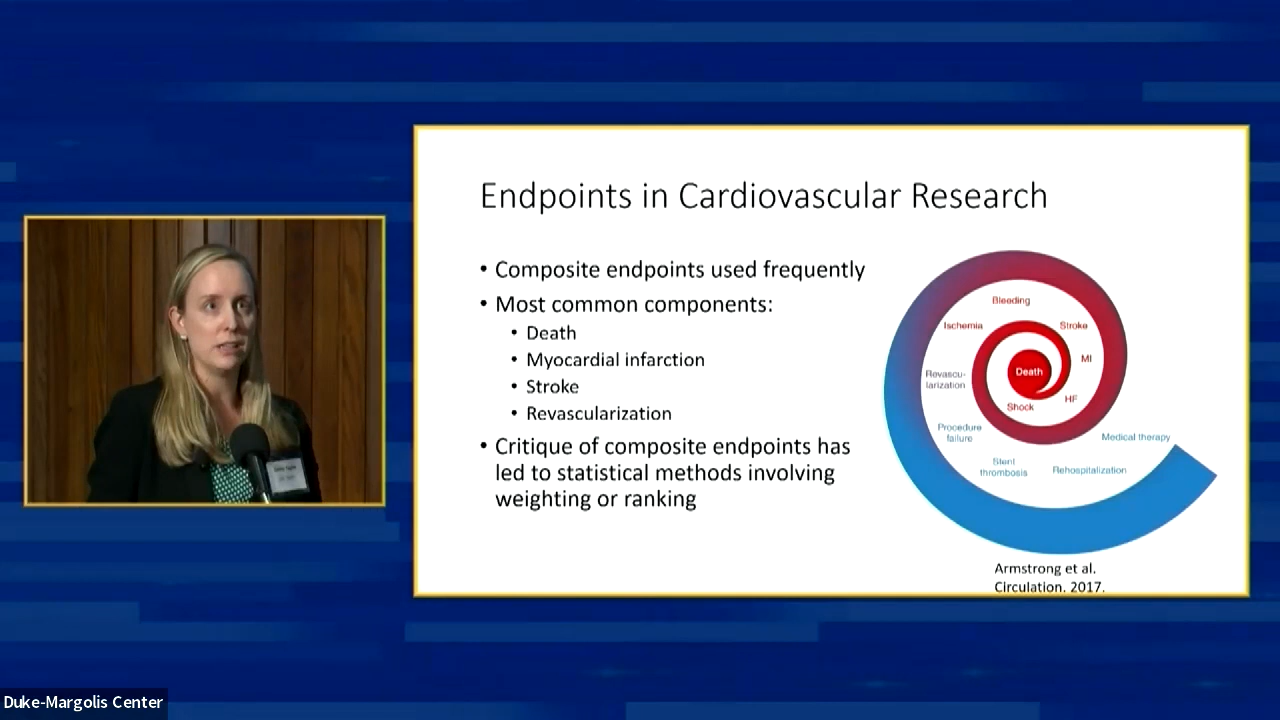 Endpoints in Cardiovascular Research
• Composite endpoints used frequently
• Most common components:
• Death
• Myocardial infarction
• Stroke
• Revascularization
• Critique of composite endpoints has
led to statistical methods involving
weighting or ranking
Bleeding
Ischemia
Stroke
MI
Revascu-
larization
Death
HF
Shock
Procedure
failure
Medical therapy
Stent
thrombosis
Rehospitalization
Armstrong et al.
Circulation. 2017.
Duke-Margolis Center